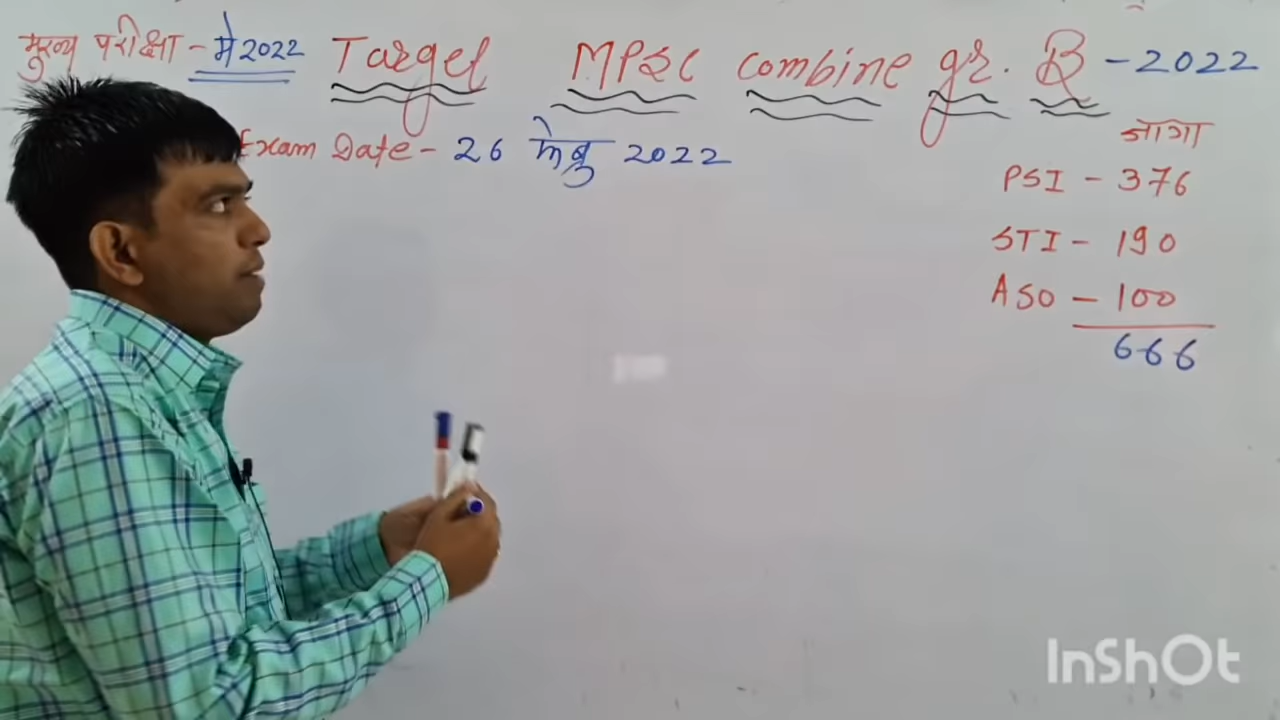 मुख्य परीक्षा - मे 2022
Target MPSC combine gr. B - 2022
Exam Date - 26 फेब्रु 2022
जागा
PSI - 376
STI - 190
ASO - 100
666
InShOt